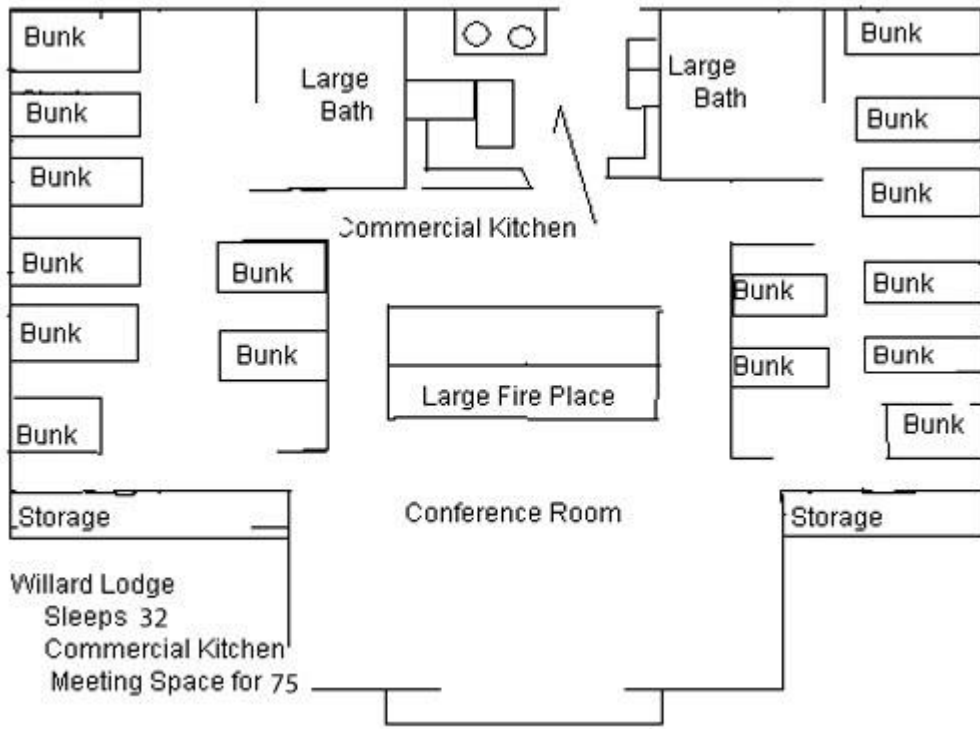 Bunk
Bunk
Bunk
Bunk
Bunk
Bunk
Bunk
Bunk
Large
Bath
Commercial Kitchen
Large Fire Place
Conference Room
Large
Bath
Bunk
Bunk
Bunk
Bunk
Bunk
Bunk
Bunk
Bunk
Storage
Storage
Willard Lodge
Sleeps 32
Commercial Kitchen
Meeting Space for 75